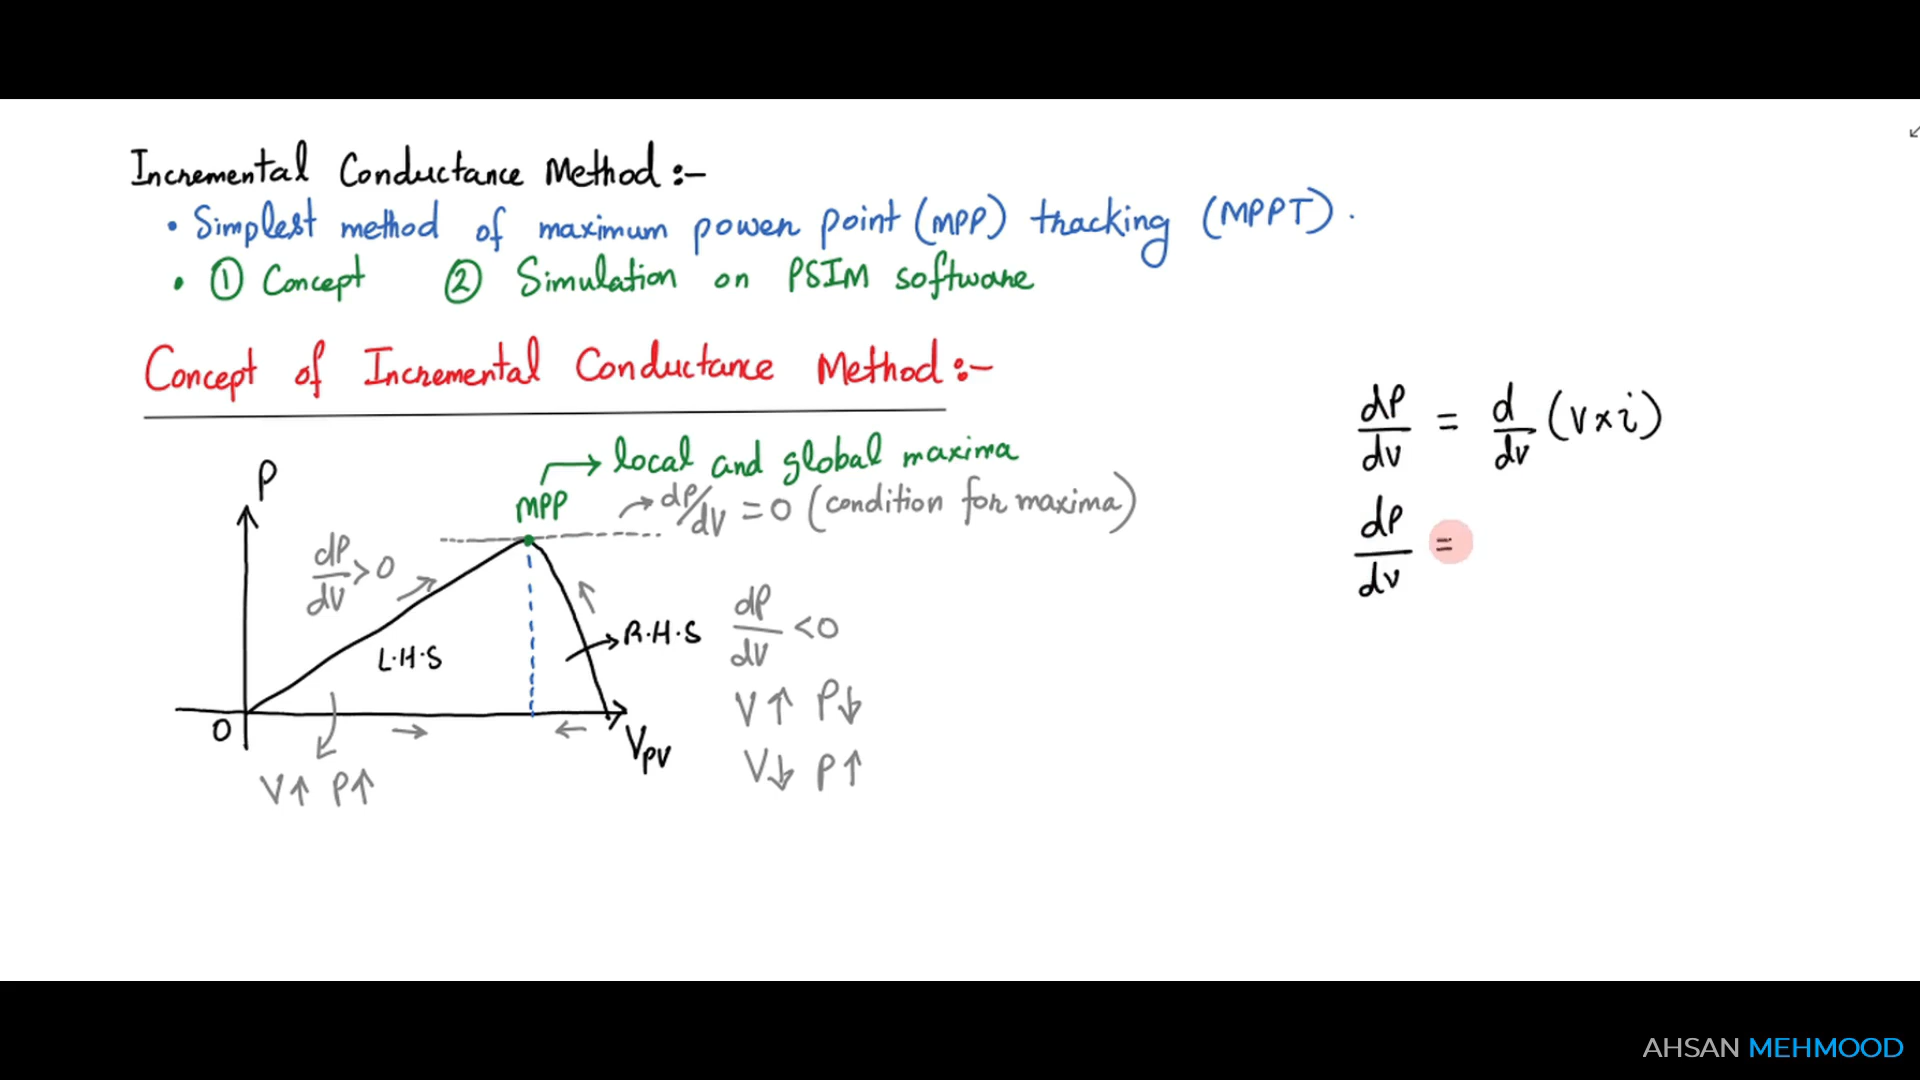 Incremental Conductance Method:-
• Simplest method of maximum power point (MPP) tracking (MPPT).
• ① Concept ② Simulation on PSIM software
Concept of Incremental Conductance Method:-
→ local and global maxima
P
MPP
→ dp/dv = 0 (condition for maxima)
dp/dv > 0
L.H.S
→ R.H.S
dp/dv < 0
V↑ P↓
V↓ P↑
0
→ ←
Vpv
V↑ P↑
dp/dv = d/dv (v × i)
dp/dv =
AHSAN MEHMOOD